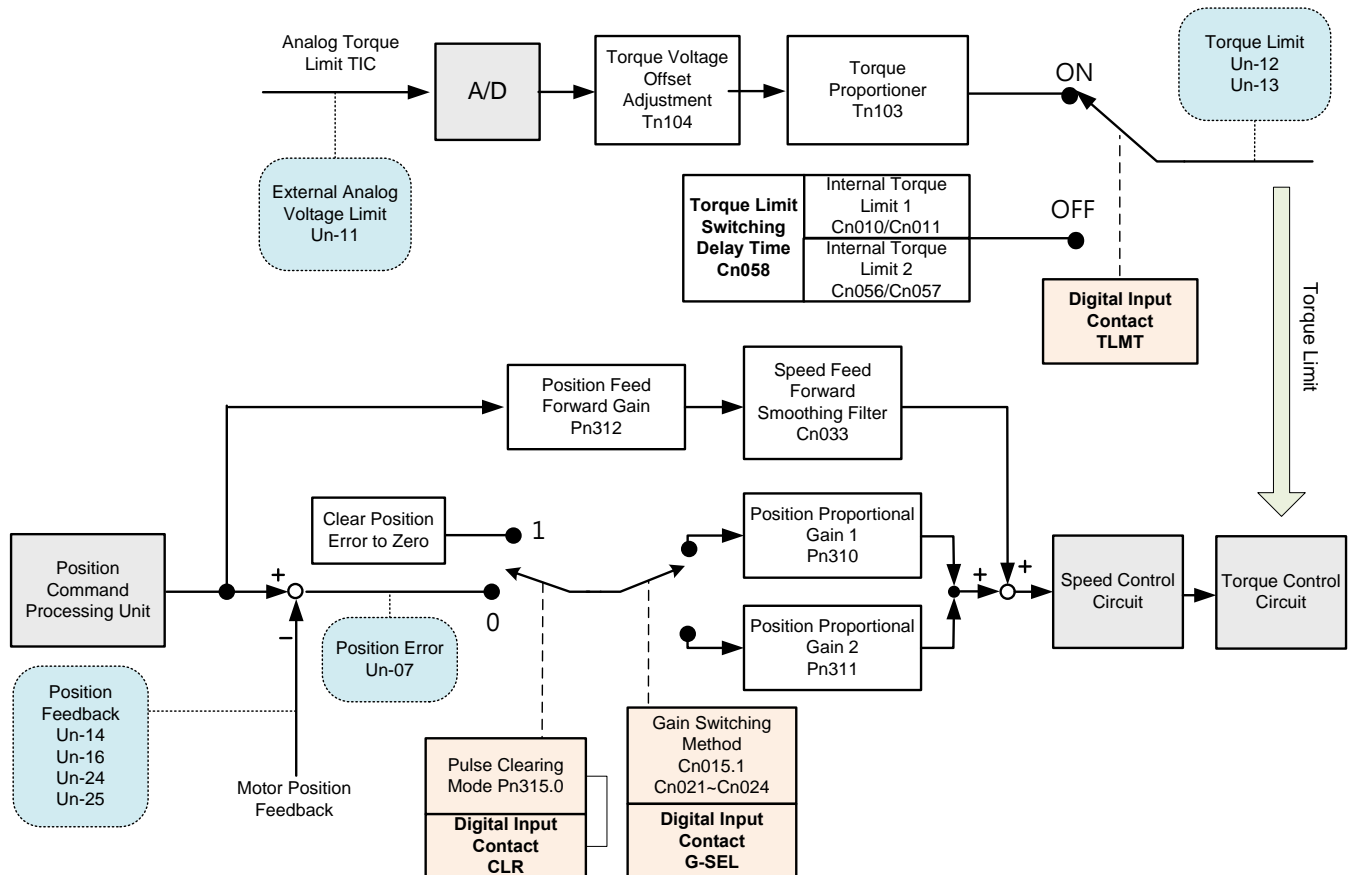 Analog Torque
Limit TIC
A/D
Torque Voltage
Offset
Adjustment
Tn104
Torque
Proportioner
Tn103
ON
Torque Limit
Un-12
Un-13
External Analog
Voltage Limit
Un-11
Torque Limit
Switching
Delay Time
Cn058
Internal Torque
Limit 1
Cn010/Cn011
Internal Torque
Limit 2
Cn056/Cn057
OFF
Digital Input
Contact
TLMT
Torque Limit
Position Feed
Forward Gain
Pn312
Speed Feed
Forward
Smoothing Filter
Cn033
Clear Position
Error to Zero
1
Position Proportional
Gain 1
Pn310
Position
Command
Processing Unit
+
−
0
Position Error
Un-07
Position Proportional
Gain 2
Pn311
+
+
Speed Control
Circuit
Torque Control
Circuit
Position
Feedback
Un-14
Un-16
Un-24
Un-25
Motor Position
Feedback
Pulse Clearing
Mode Pn315.0
Digital Input
Contact
CLR
Gain Switching
Method
Cn015.1
Cn021~Cn024
Digital Input
Contact
G-SEL